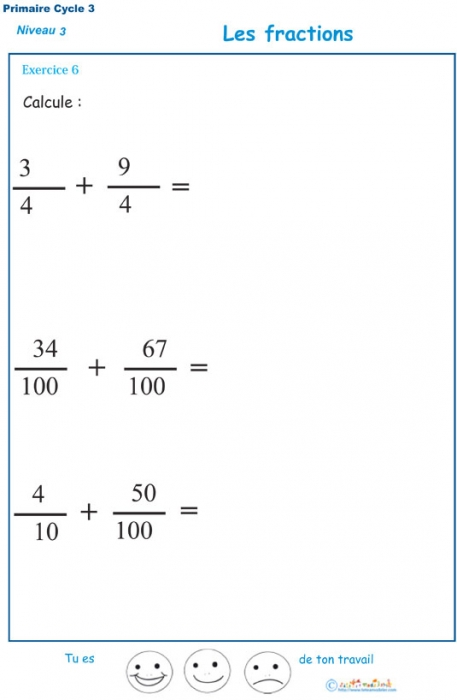 Primaire Cycle 3
Niveau 3
Les fractions
Exercice 6
Calcule :
3/4 + 9/4 =
34/100 + 67/100 =
4/10 + 50/100 =
Tu es
de ton travail